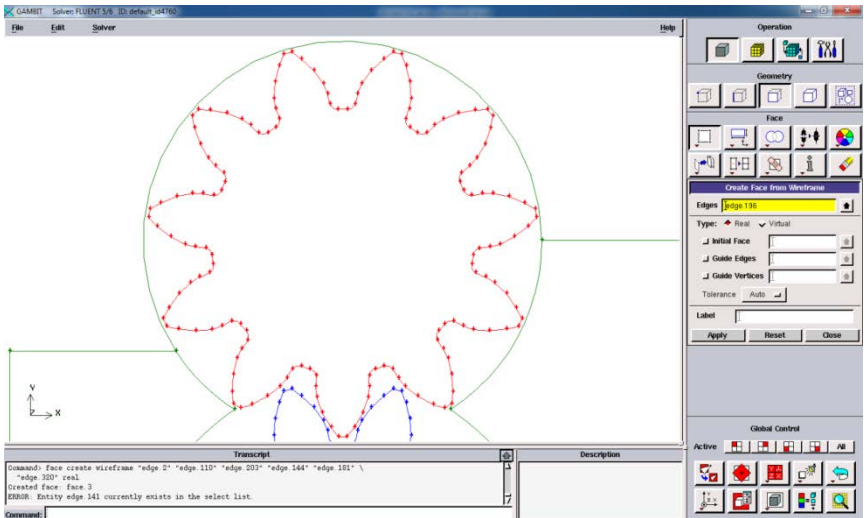 GAMBIT Solver: FLUENT 5/6 ID: default_id4760
File Edit Solver Help
Operation
Geometry
Face
Create Face from Wireframe
Edges edge.196
Type: Real Virtual
Initial Face
Guide Edges
Guide Vertices
Tolerance Auto
Label
Apply Reset Close
Y
Z X
Global Control
Active All
Transcript Description
Command> face create wireframe "edge.2" "edge.110" "edge.203" "edge.144" "edge.181" \
"edge.320" real
Created face: face.3
ERROR: Entity edge.141 currently exists in the select list.
Command: